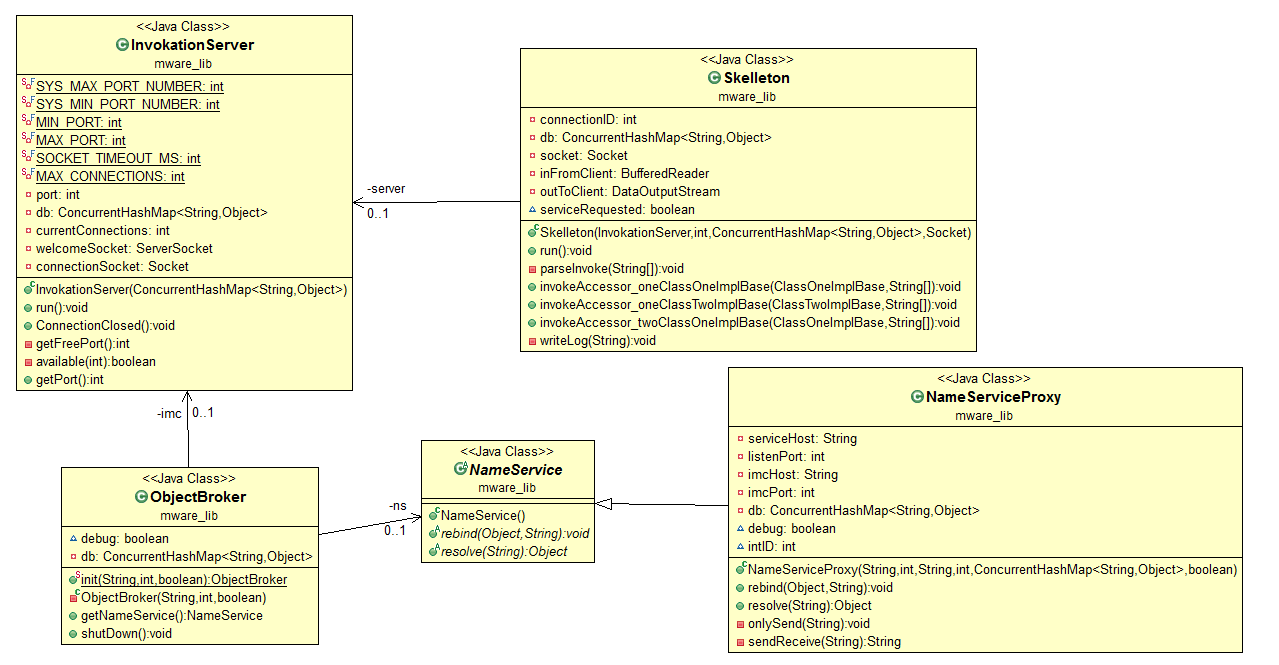 <<Java Class>>
InvokationServer
mware_lib
SYS_MAX_PORT_NUMBER: int
SYS_MIN_PORT_NUMBER: int
MIN_PORT: int
MAX_PORT: int
SOCKET_TIMEOUT_MS: int
MAX_CONNECTIONS: int
port: int
db: ConcurrentHashMap<String,Object>
currentConnections: int
welcomeSocket: ServerSocket
connectionSocket: Socket
InvokationServer(ConcurrentHashMap<String,Object>)
run():void
ConnectionClosed():void
getFreePort():int
available(int):boolean
getPort():int
-server
0..1
<<Java Class>>
Skelleton
mware_lib
connectionID: int
db: ConcurrentHashMap<String,Object>
socket: Socket
inFromClient: BufferedReader
outToClient: DataOutputStream
serviceRequested: boolean
Skelleton(InvokationServer,int,ConcurrentHashMap<String,Object>,Socket)
run():void
parseInvoke(String[]):void
invokeAccessor_oneClassOneImplBase(ClassOneImplBase,String[]):void
invokeAccessor_oneClassTwoImplBase(ClassTwoImplBase,String[]):void
invokeAccessor_twoClassOneImplBase(ClassOneImplBase,String[]):void
writeLog(String):void
-imc
0..1
<<Java Class>>
ObjectBroker
mware_lib
debug: boolean
db: ConcurrentHashMap<String,Object>
init(String,int,boolean):ObjectBroker
ObjectBroker(String,int,boolean)
getNameService():NameService
shutDown():void
-ns
0..1
<<Java Class>>
NameService
mware_lib
NameService()
rebind(Object,String):void
resolve(String):Object
<<Java Class>>
NameServiceProxy
mware_lib
serviceHost: String
listenPort: int
imcHost: String
imcPort: int
db: ConcurrentHashMap<String,Object>
debug: boolean
intID: int
NameServiceProxy(String,int,String,int,ConcurrentHashMap<String,Object>,boolean)
rebind(Object,String):void
resolve(String):Object
onlySend(String):void
sendReceive(String):String